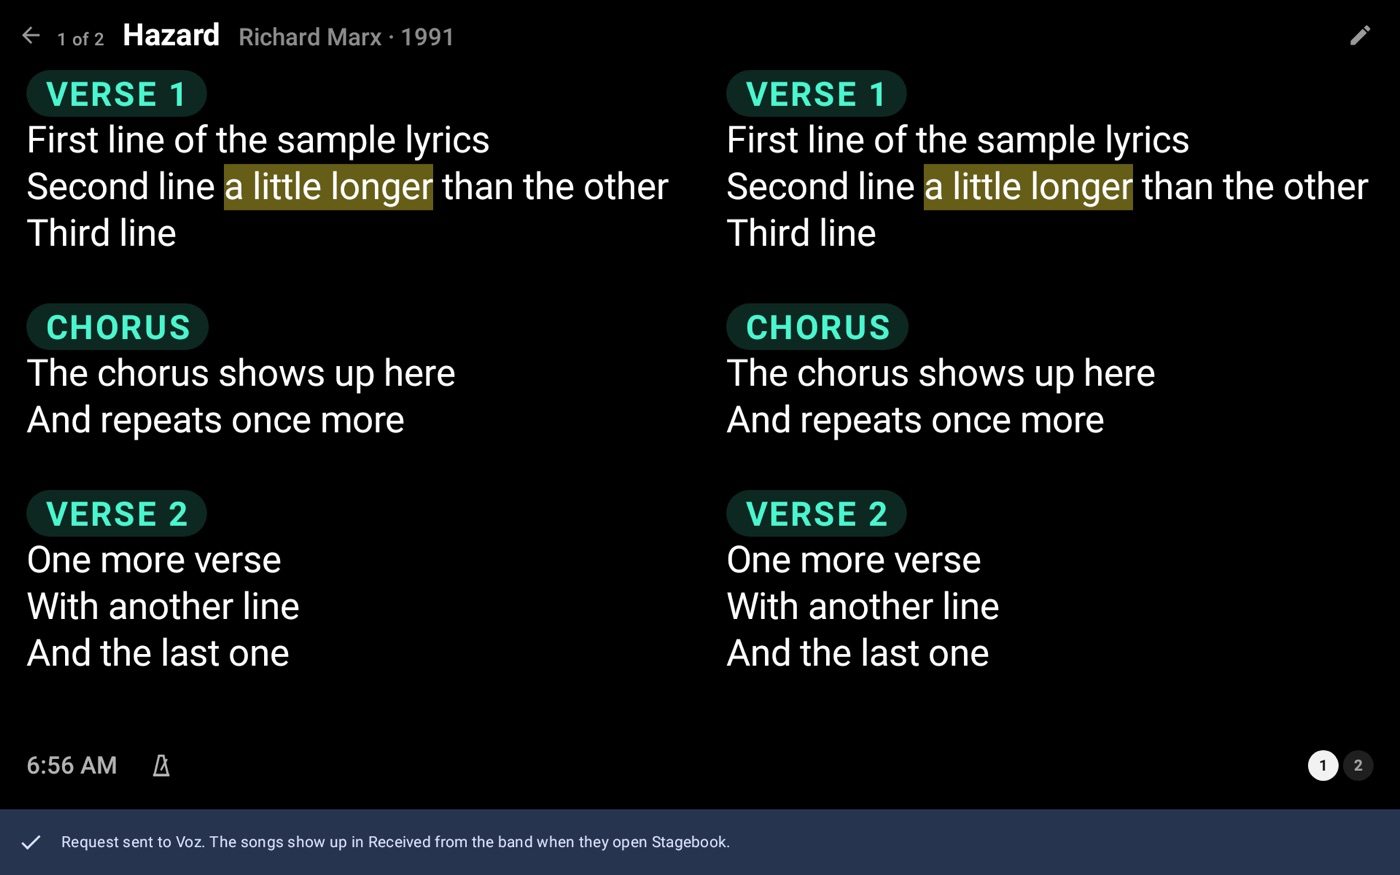 1 of 2 Hazard Richard Marx · 1991
VERSE 1
First line of the sample lyrics
Second line a little longer than the other
Third line
CHORUS
The chorus shows up here
And repeats once more
VERSE 2
One more verse
With another line
And the last one
VERSE 1
First line of the sample lyrics
Second line a little longer than the other
Third line
CHORUS
The chorus shows up here
And repeats once more
VERSE 2
One more verse
With another line
And the last one
6:56 AM
1 2
Request sent to Voz. The songs show up in Received from the band when they open Stagebook.